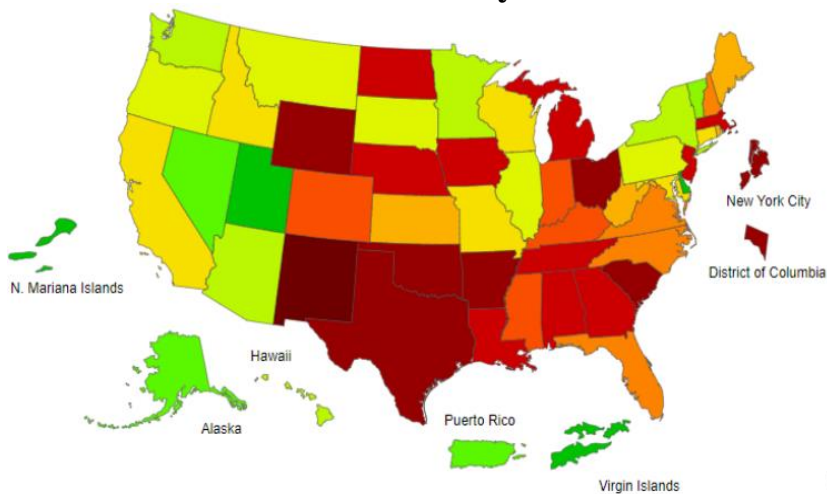 New York City
District of Columbia
N. Mariana Islands
Hawaii
Alaska
Puerto Rico
Virgin Islands